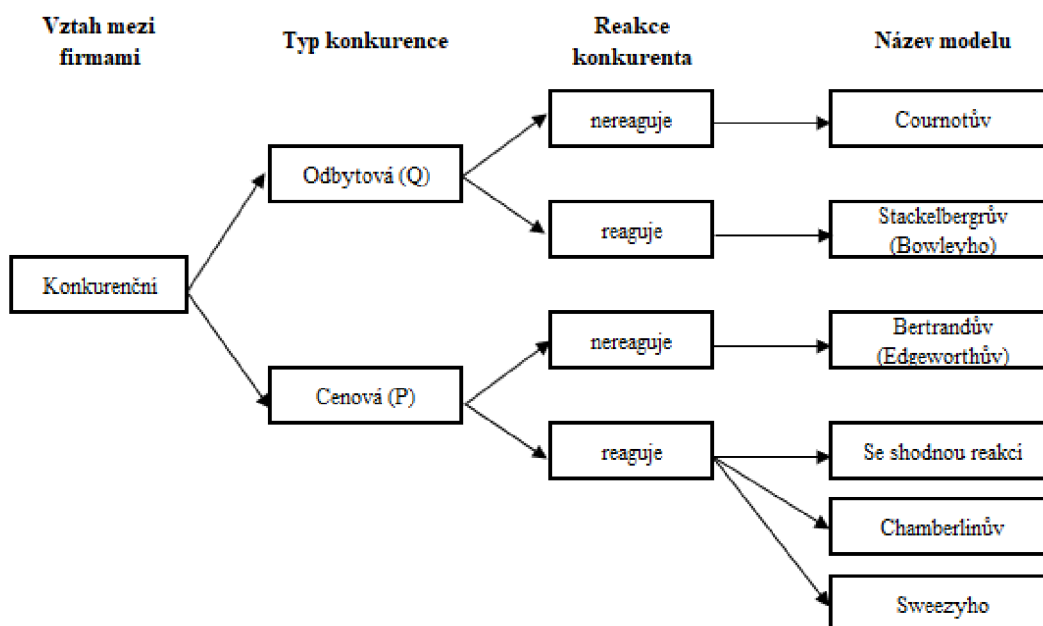 Vztah mezi
firmami
Typ konkurence
Reakce
konkurenta
Název modelu
Konkurenční
Odbytová (Q)
nereaguje
Cournotův
reaguje
Stackelbergrův
(Bowleyho)
Cenová (P)
nereaguje
Bertrandův
(Edgeworthův)
reaguje
Se shodnou reakcí
Chamberlinův
Sweezyho